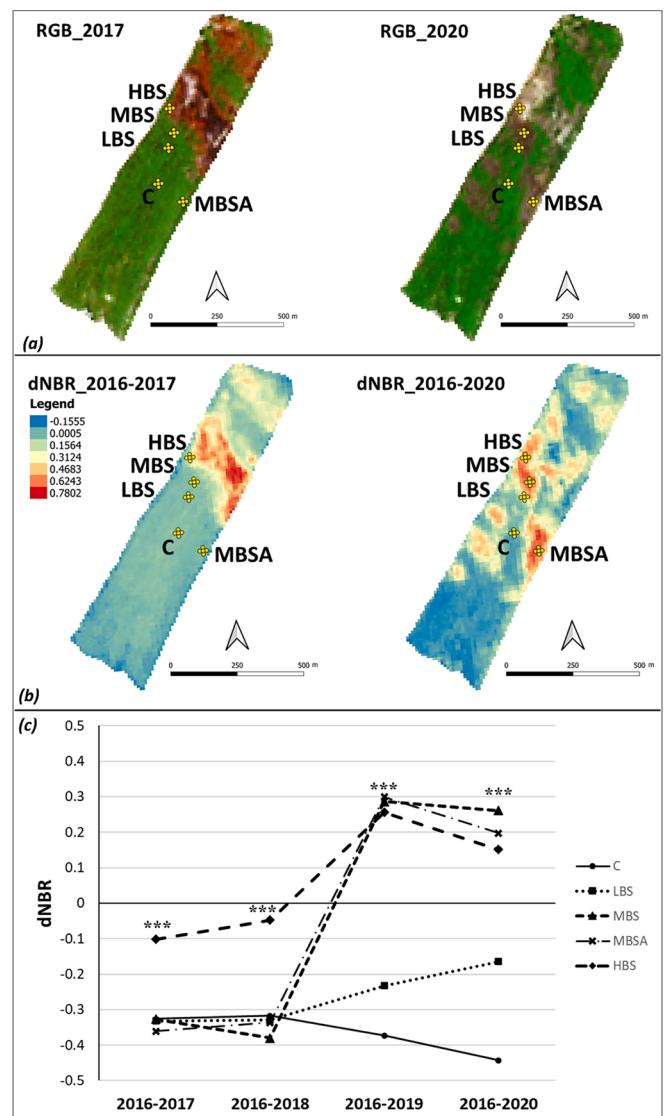 RGB_2017
RGB_2020
HBS
MBS
LBS
C
MBSA
HBS
MBS
LBS
C
MBSA
0 250 500 m
0 250 500 m
(a)
dNBR_2016-2017
dNBR_2016-2020
Legend
-0.1555
0.0005
0.1564
0.3124
0.4683
0.6243
0.7802
HBS
MBS
LBS
C
MBSA
HBS
MBS
LBS
C
MBSA
0 250 500 m
0 250 500 m
(b)
(c)
0.5
0.4
0.3
0.2
0.1
0
-0.1
-0.2
-0.3
-0.4
-0.5
dNBR
***
***
***
***
C
LBS
MBS
MBSA
HBS
2016-2017
2016-2018
2016-2019
2016-2020